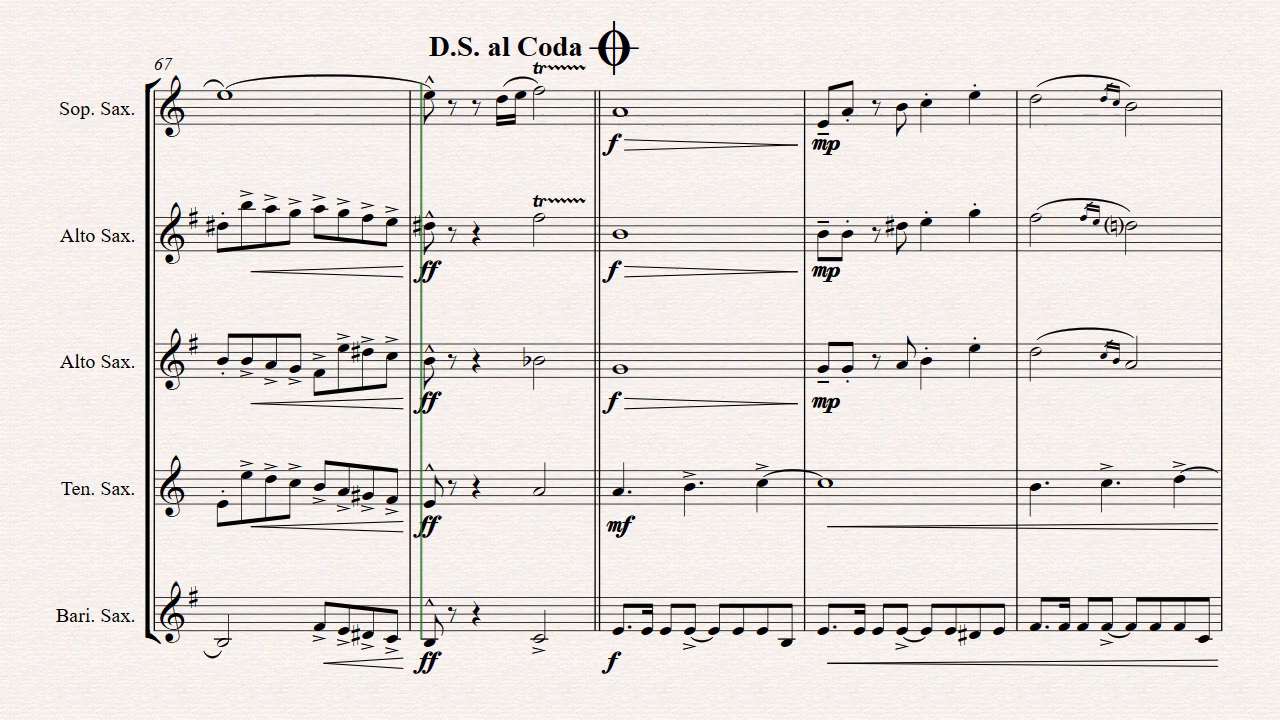 D.S. al Coda
67
tr
Sop. Sax.
f
mp
tr
Alto Sax.
ff
f
mp
Alto Sax.
ff
f
mp
Ten. Sax.
ff
mf
Bari. Sax.
ff
f